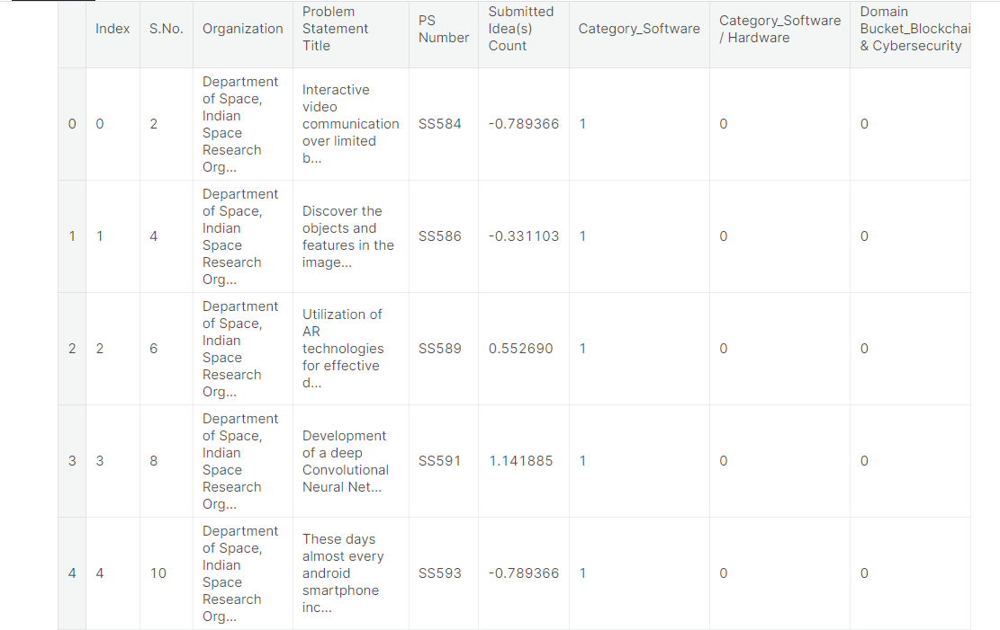 Index S.No. Organization Problem Statement Title PS Number Submitted Idea(s) Count Category_Software Category_Software / Hardware Domain Bucket_Blockchai & Cybersecurity
0 0 2 Department of Space, Indian Space Research Org... Interactive video communication over limited b... SS584 -0.789366 1 0 0
1 1 4 Department of Space, Indian Space Research Org... Discover the objects and features in the image... SS586 -0.331103 1 0 0
2 2 6 Department of Space, Indian Space Research Org... Utilization of AR technologies for effective d... SS589 0.552690 1 0 0
3 3 8 Department of Space, Indian Space Research Org... Development of a deep Convolutional Neural Net... SS591 1.141885 1 0 0
4 4 10 Department of Space, Indian Space Research Org... These days almost every android smartphone inc... SS593 -0.789366 1 0 0